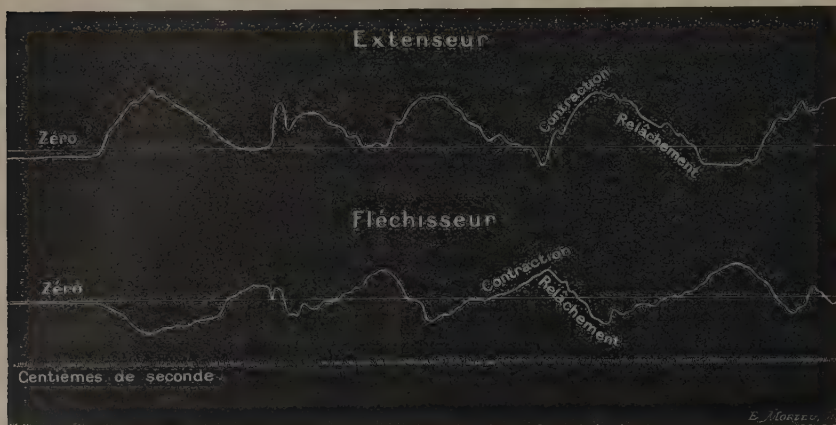 Extenseur
Zéro
Contraction
Relâchement
Fléchisseur
Zéro
Contraction
Relâchement
Centièmes de seconde